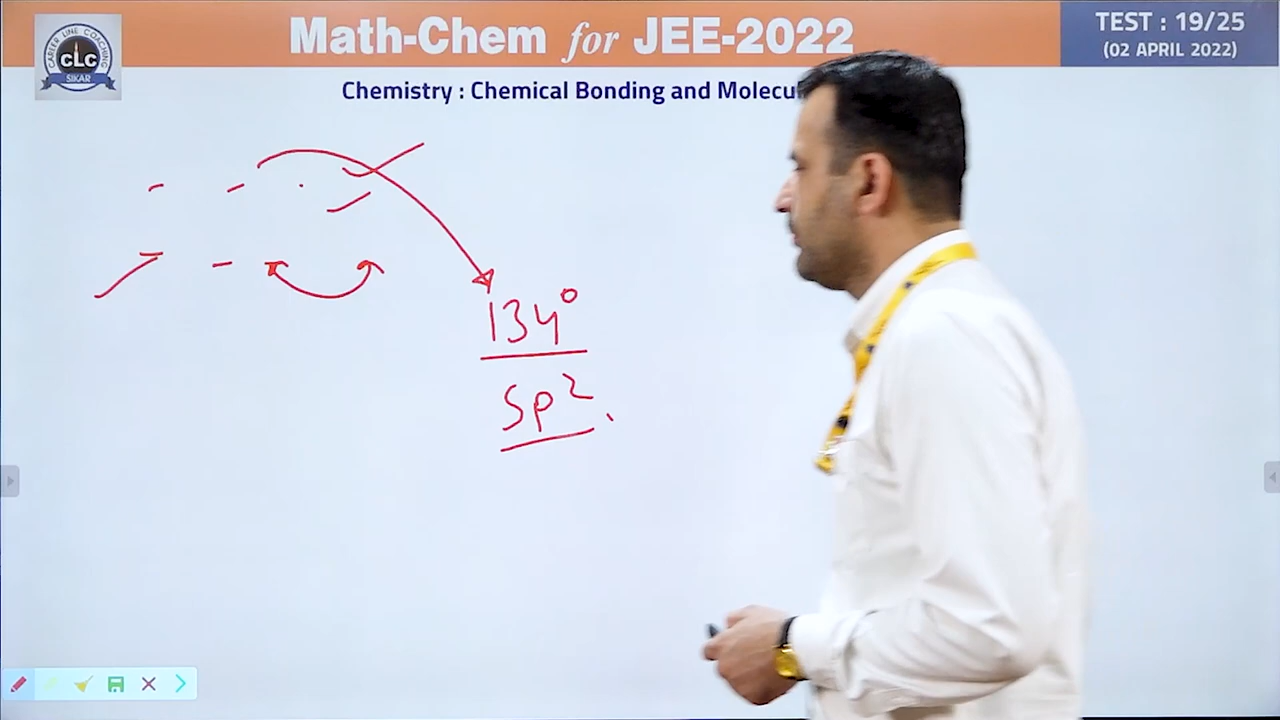 Math-Chem for JEE-2022
TEST : 19/25
(02 APRIL 2022)
CAREER LINE COACHING
CLC
SIKAR
Chemistry : Chemical Bonding and Molecu
134°
sp²